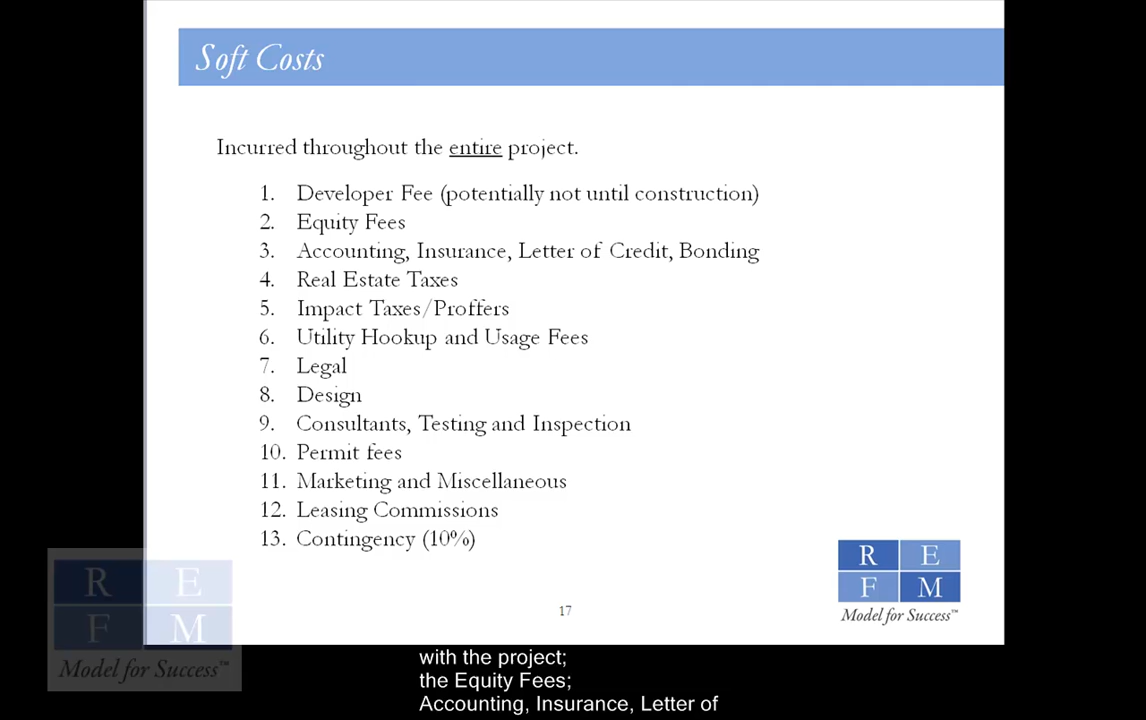 Soft Costs
Incurred throughout the entire project.
1. Developer Fee (potentially not until construction)
2. Equity Fees
3. Accounting, Insurance, Letter of Credit, Bonding
4. Real Estate Taxes
5. Impact Taxes/Proffers
6. Utility Hookup and Usage Fees
7. Legal
8. Design
9. Consultants, Testing and Inspection
10. Permit fees
11. Marketing and Miscellaneous
12. Leasing Commissions
13. Contingency (10%)
R E
F M
Model for Success™
17
R E
F M
Model for Success™
with the project;
the Equity Fees;
Accounting, Insurance, Letter of